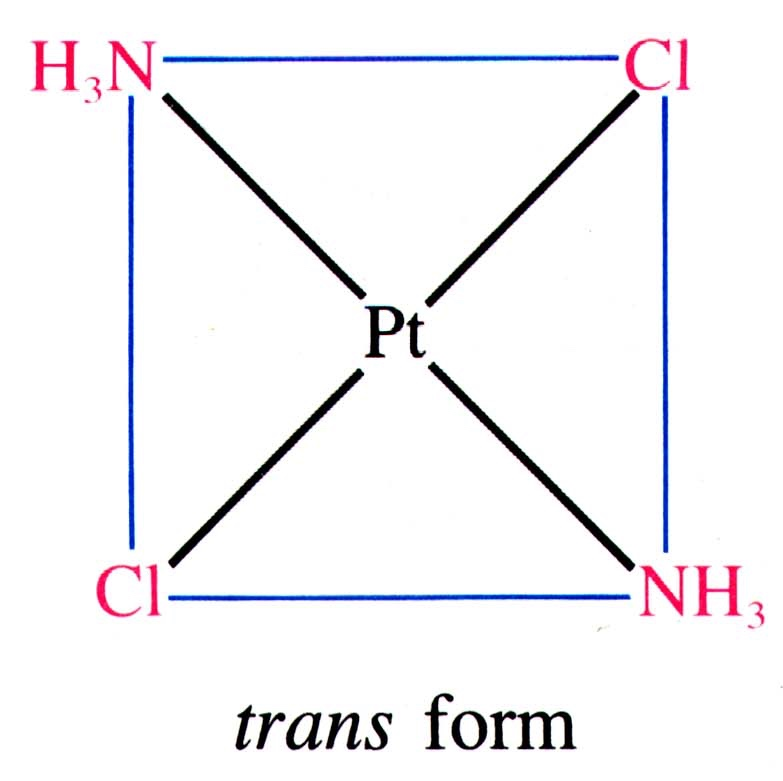 H₃N Cl
Pt
Cl NH₃
trans form